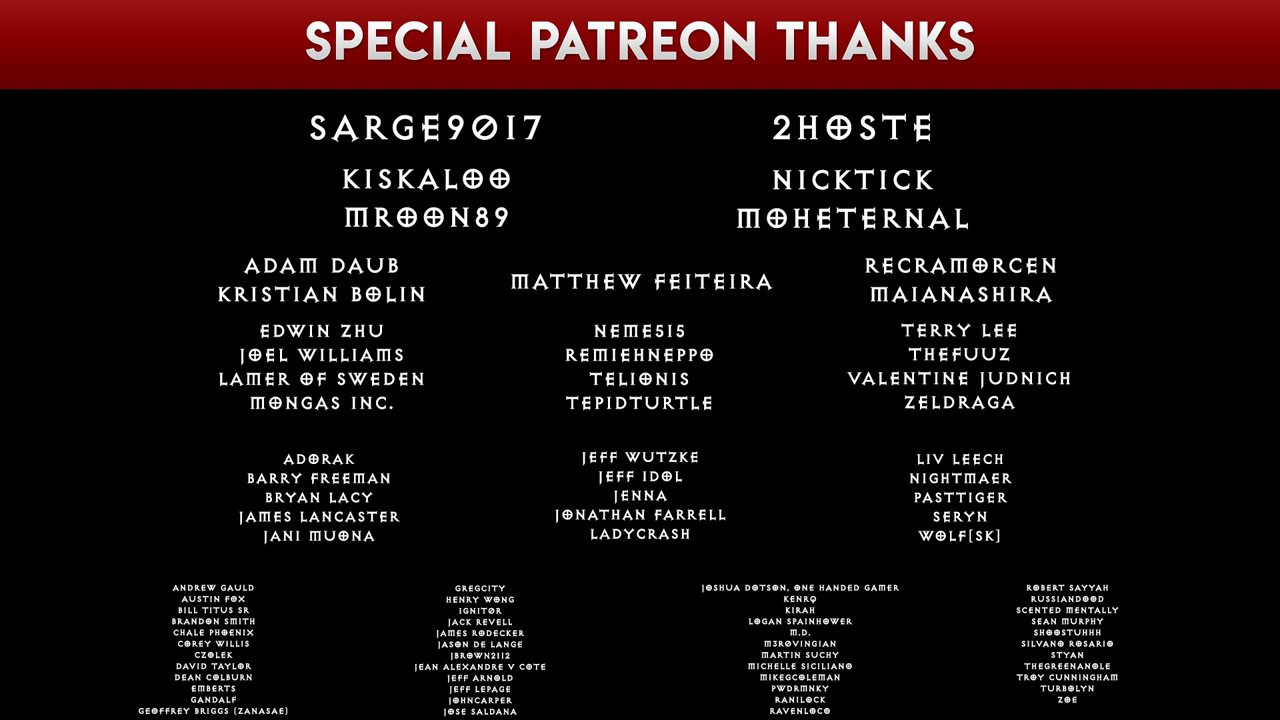 SPECIAL PATREON THANKS
SARGE9017
2HOSTE
KISKALOO
NICKTICK
MROON89
MOHETERNAL
ADAM DAUB
KRISTIAN BOLIN
MATTHEW FEITEIRA
RECRAMORCEN
MAIANASHIRA
EDWIN ZHU
JOEL WILLIAMS
LAMER OF SWEDEN
MONGAS INC.
NEME515
REMIEHNEPPO
TELIONIS
TEPIDTURTLE
TERRY LEE
THEFUUZ
VALENTINE JUDNICH
ZELDRAGA
ADORAK
BARRY FREEMAN
BRYAN LACY
JAMES LANCASTER
JANI MUONA
JEFF WUTZKE
JEFF IDOL
JENNA
JONATHAN FARRELL
LADYCRASH
LIV LEECH
NIGHTMAER
PASTTIGER
SERYN
WOLF[SK]
ANDREW GAULD
AUSTIN FOX
BILL TITUS SR
BRANDON SMITH
CHALE PHOENIX
COREY WILLIS
CZOLEK
DAVID TAYLOR
DEAN COLBURN
EMBERTS
GANDALF
GEOFFREY BRIGGS (ZANASAE)
GREGCITY
HENRY WONG
IGNITOR
JACK REVELL
JAMES RODECKER
JASON DE LANGE
JBROWN2112
JEAN ALEXANDRE V COTE
JEFF ARNOLD
JEFF LEPAGE
JOHNCARPER
JOSE SALDANA
JOSHUA DOTSON, ONE HANDED GAMER
KENRQ
KIRAH
LOGAN SPAINHOWER
M.D.
M3ROVINGIAN
MARTIN SUCHY
MICHELLE SICILIANO
MIKEGCOLEMAN
PWDRMNKY
RANILOCK
RAVENLOCO
ROBERT SAYYAH
RUSSIANDOOD
SCENTED MENTALLY
SEAN MURPHY
SHOOSTUHHH
SILVANO ROSARIO
STYAN
THEGREENANOLE
TROY CUNNINGHAM
TURBOLYN
ZOE